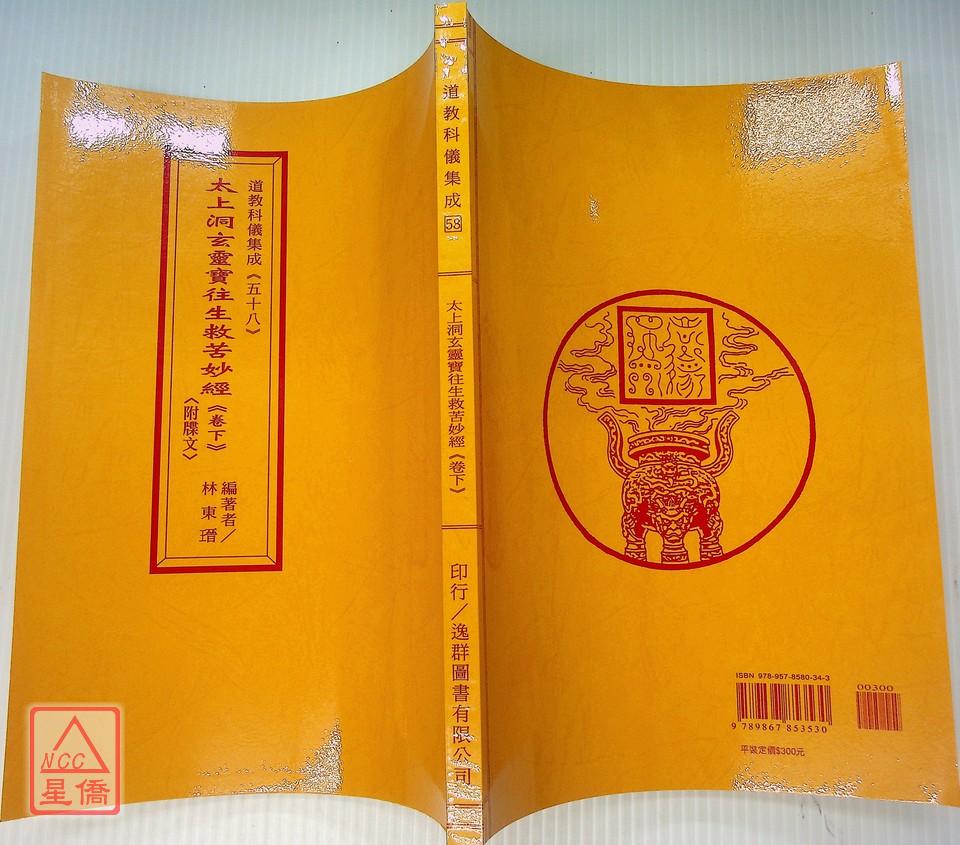 道教科儀集成《五十八》
太上洞玄靈寶往生救苦妙經《卷下》
〈附牒文〉
編著者／
林東瑨
道教科儀集成
58
太上洞玄靈寶往生救苦妙經《卷下》
印行／逸群圖書有限公司
ISBN 978-957-8580-34-3
00300
9 789867 853530
平裝定價$300元
NCC
星僑